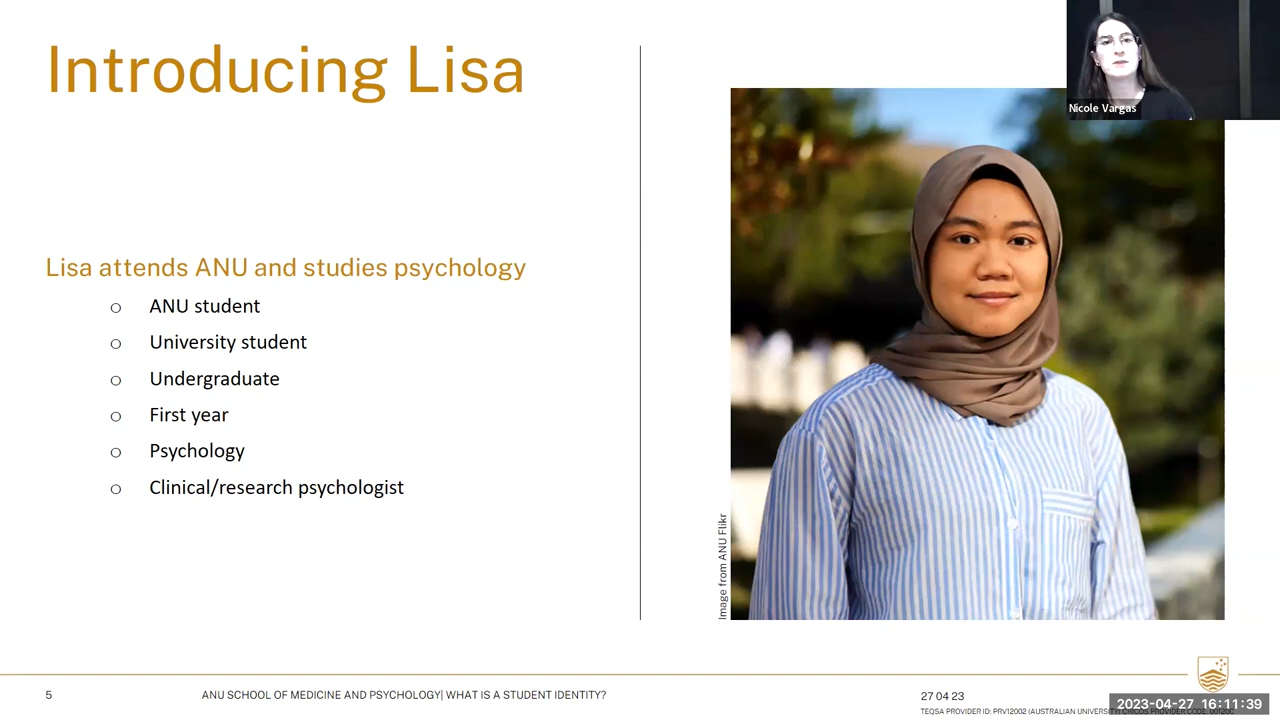 Introducing Lisa
Nicole Vargas
Lisa attends ANU and studies psychology
○ ANU student
○ University student
○ Undergraduate
○ First year
○ Psychology
○ Clinical/research psychologist
Image from ANU Flikr
5
ANU SCHOOL OF MEDICINE AND PSYCHOLOGY| WHAT IS A STUDENT IDENTITY?
27 04 23
2023-04-27 16:11:39
TEQSA PROVIDER ID: PRV12002 (AUSTRALIAN